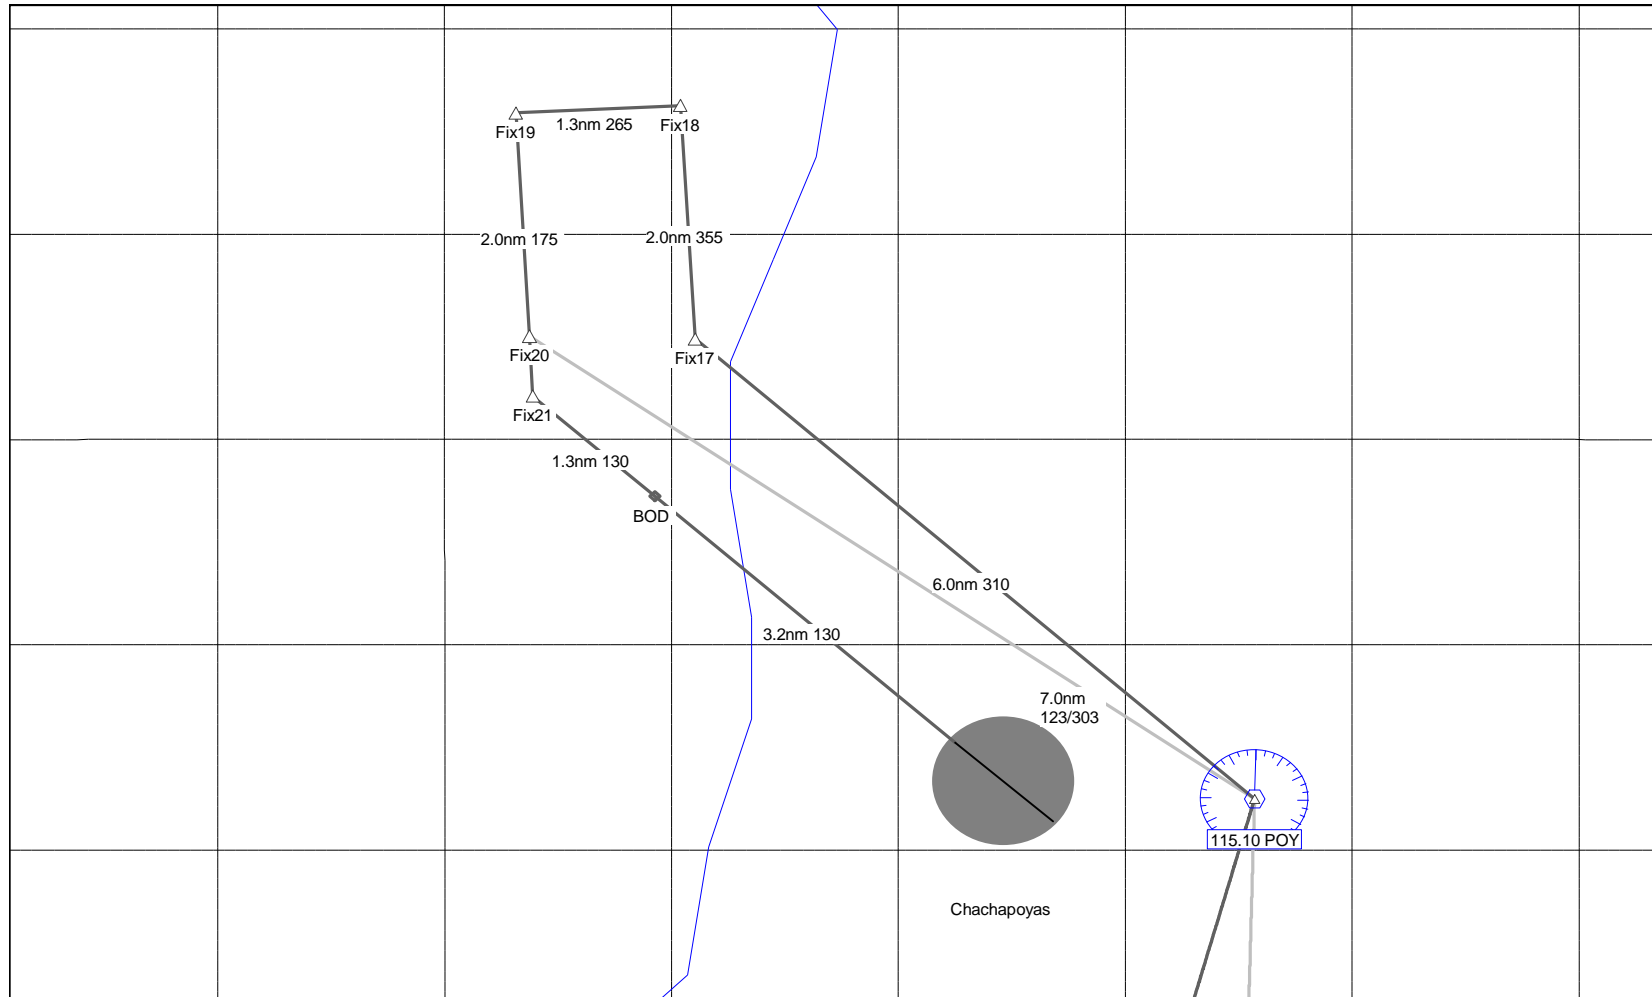 Fix19
1.3nm 265
Fix18
2.0nm 175
2.0nm 355
Fix20
Fix17
Fix21
1.3nm 130
BOD
6.0nm 310
3.2nm 130
7.0nm
123/303
115.10 POY
Chachapoyas